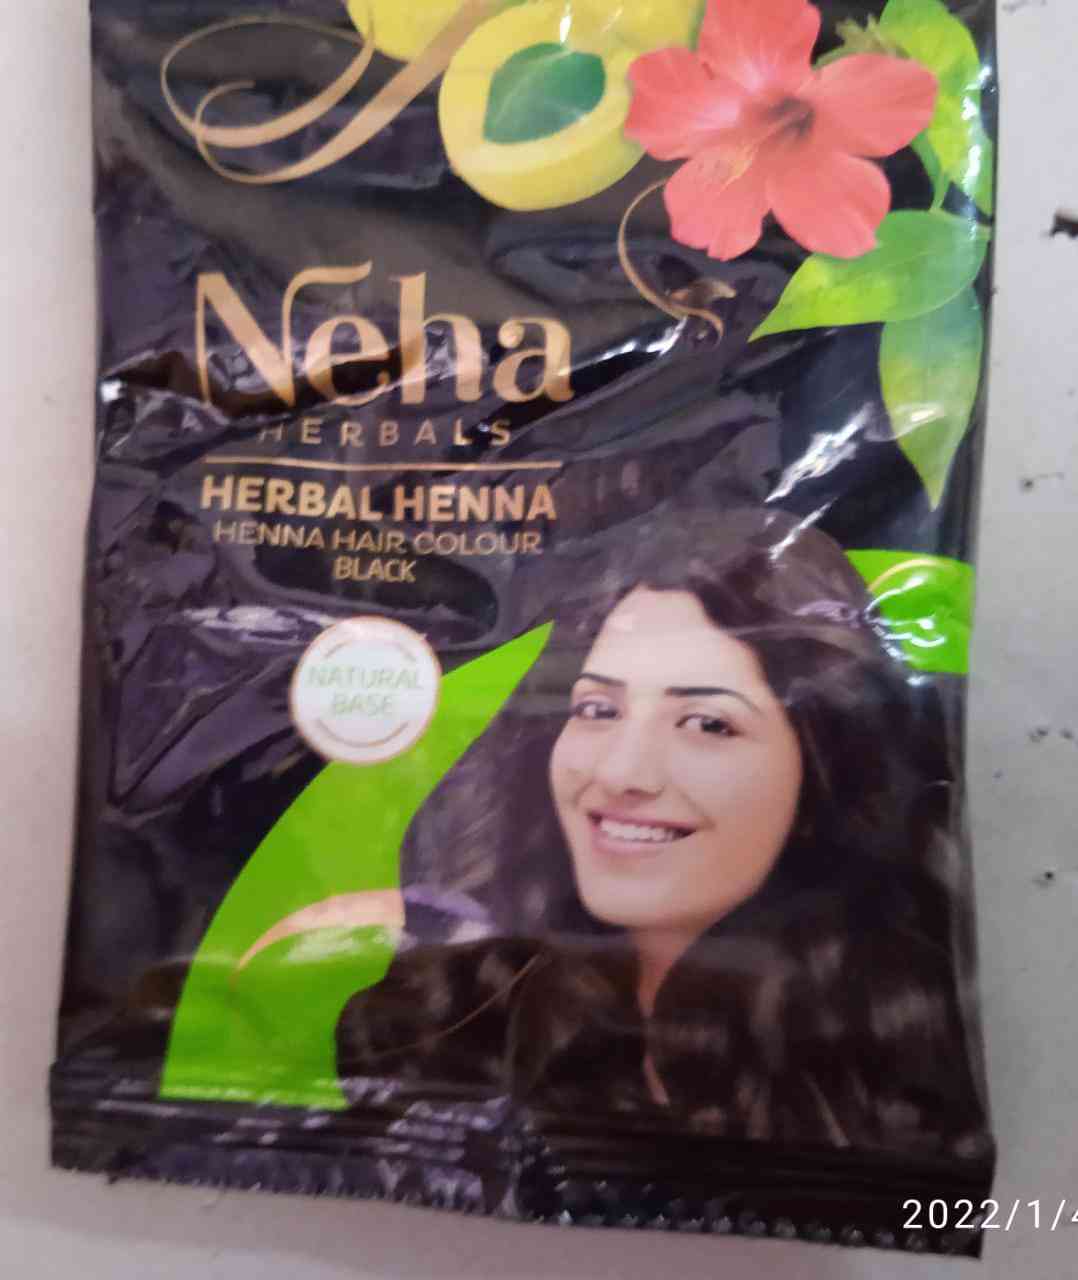 Neha
HERBALS
HERBAL HENNA
HENNA HAIR COLOUR
BLACK
NATURAL
BASE
2022/1/4